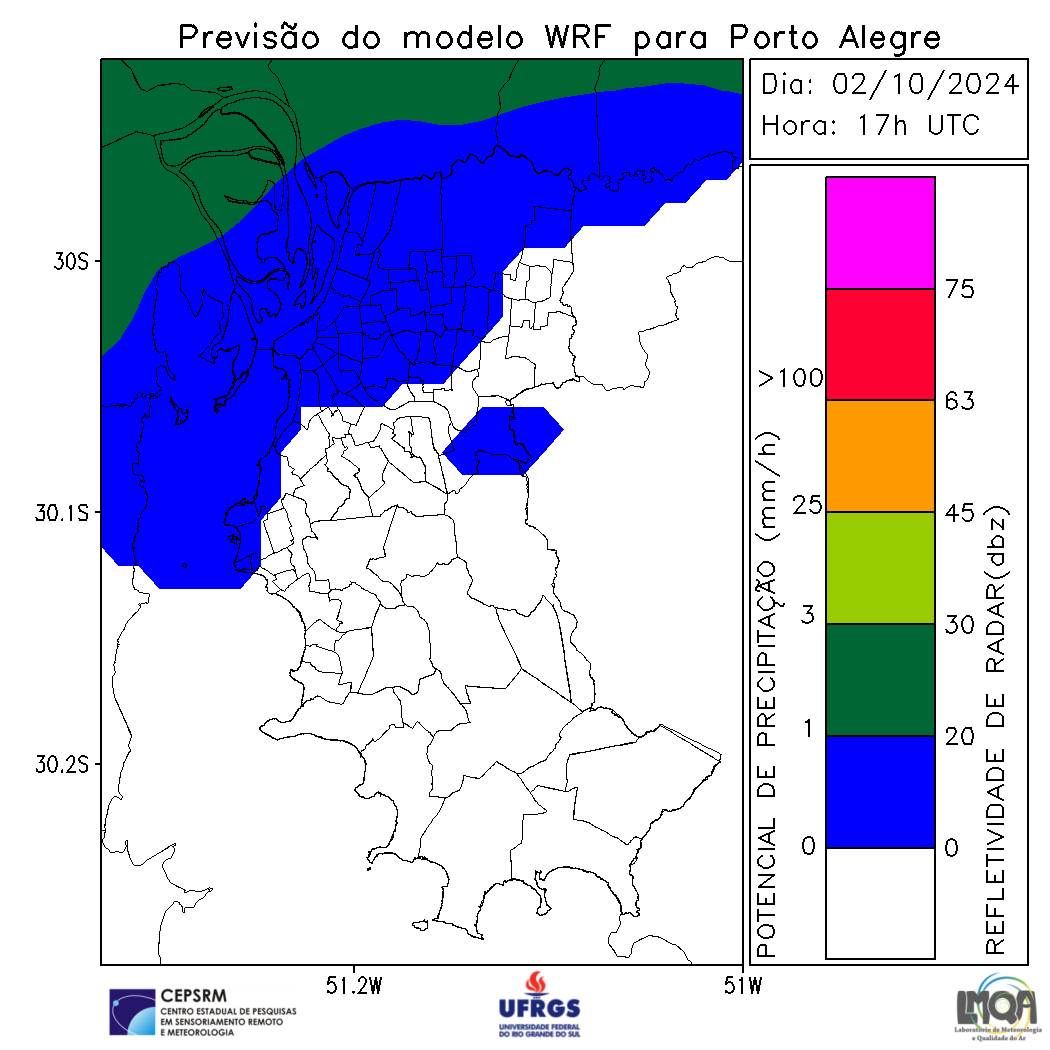 Previsão do modelo WRF para Porto Alegre
Dia: 02/10/2024
Hora: 17h UTC
30S
30.1S
30.2S
51.2W
51W
POTENCIAL DE PRECIPITAÇÃO (mm/h)
>100
25
3
1
0
75
63
45
30
20
0
REFLETIVIDADE DE RADAR(dbz)
CEPSRM
CENTRO ESTADUAL DE PESQUISAS
EM SENSORIAMENTO REMOTO
E METEOROLOGIA
UFRGS
UNIVERSIDADE FEDERAL
DO RIO GRANDE DO SUL
LMQA
Laboratório de Meteorologia
e Qualidade do Ar